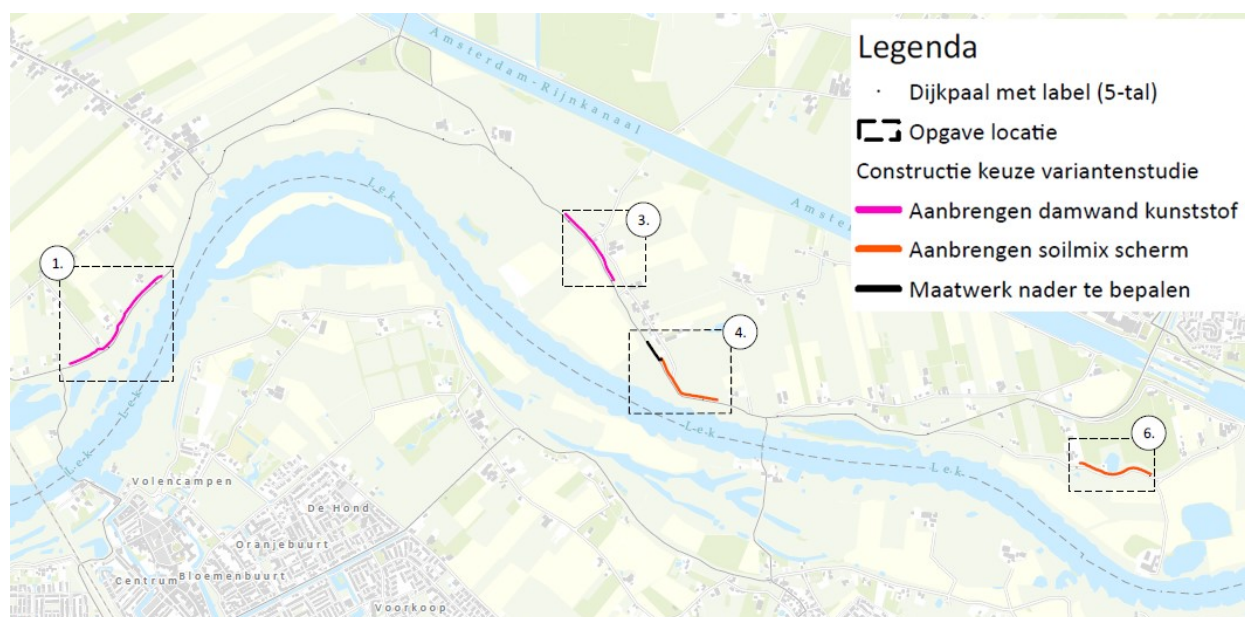 Legenda
Dijkpaal met label (5-tal)
Opgave locatie
Constructie keuze variantenstudie
Aanbrengen damwand kunststof
Aanbrengen soilmix scherm
Maatwerk nader te bepalen
Amsterdam-Rijnkanaal
Amster
Lek
3.
1.
4.
Lek
Lek
Lek
6.
Lek
Volencampen
De Hond
Oranjebuurt
Centrum
Bloemenbuurt
Voorkoop